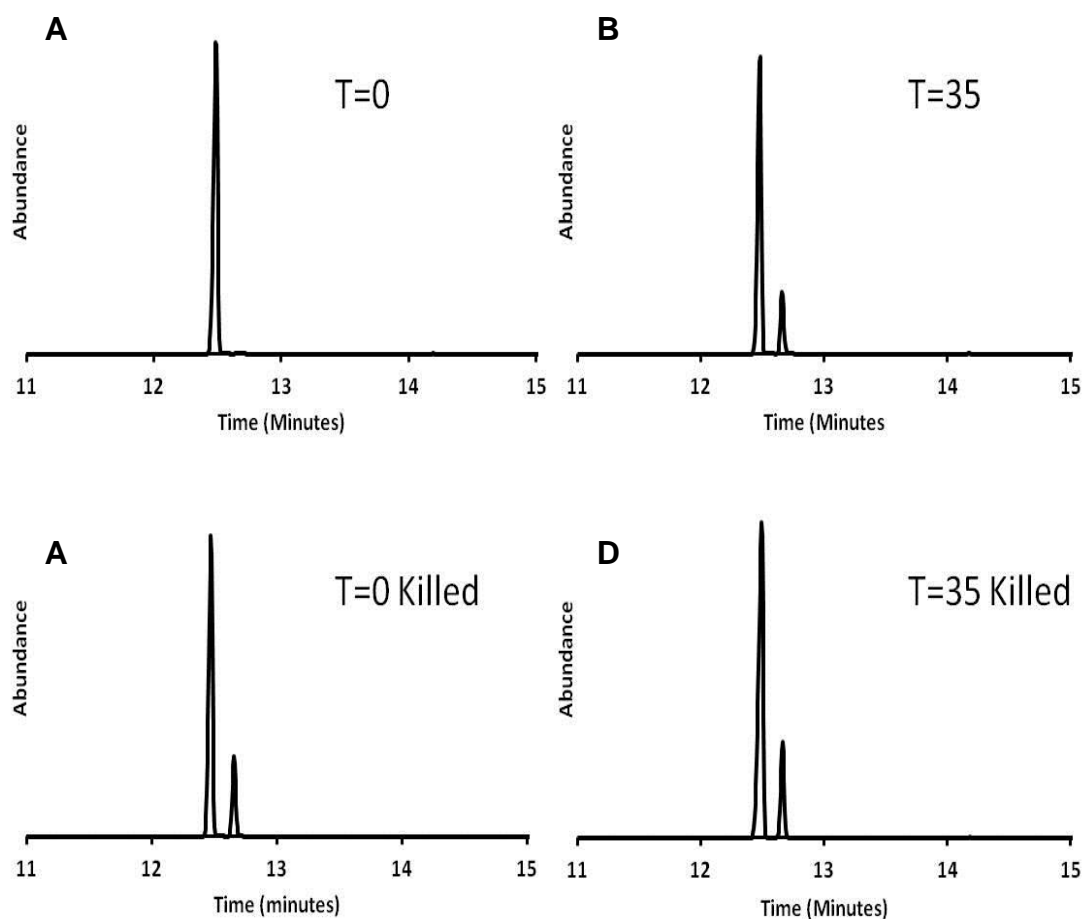 A
T=0
Abundance
11 12 13 14 15
Time (Minutes)
B
T=35
Abundance
11 12 13 14 15
Time (Minutes
A
T=0 Killed
Abundance
11 12 13 14 15
Time (minutes)
D
T=35 Killed
Abundance
11 12 13 14 15
Time (Minutes)